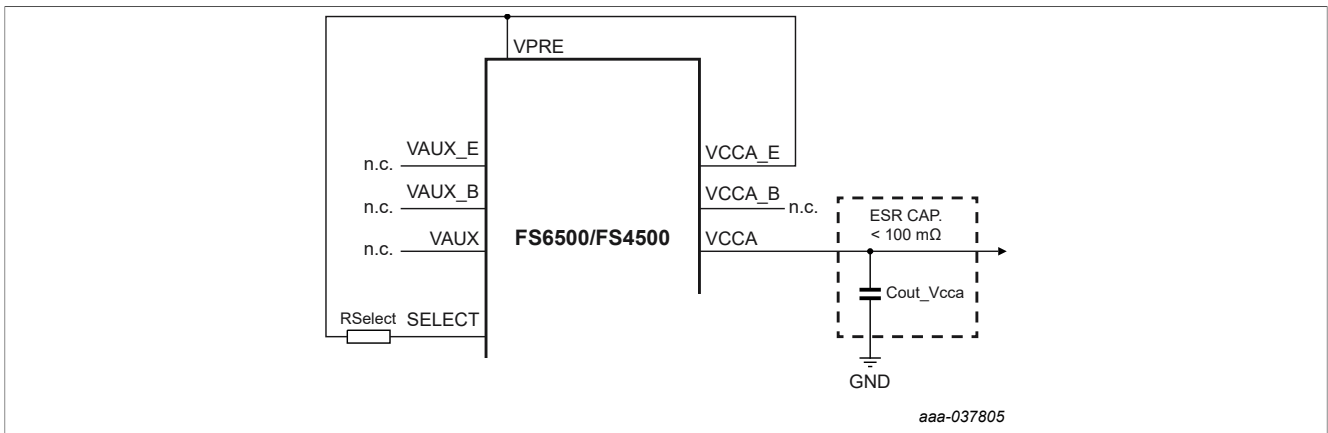 VPRE
VAUX_E
n.c.
VCCA_E
VAUX_B
n.c.
VCCA_B
n.c.
ESR CAP.
< 100 mΩ
VAUX
n.c.
FS6500/FS4500
VCCA
Cout_Vcca
RSelect
SELECT
GND
aaa-037805